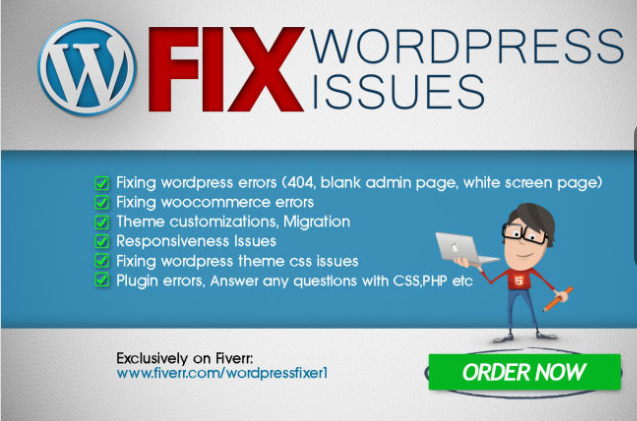 W FIX WORDPRESS
ISSUES
Fixing wordpress errors (404, blank admin page, white screen page)
Fixing woocommerce errors
Theme customizations, Migration
Responsiveness Issues
Fixing wordpress theme css issues
Plugin errors, Answer any questions with CSS,PHP etc
5
Exclusively on Fiverr:
www.fiverr.com/wordpressfixer1
ORDER NOW